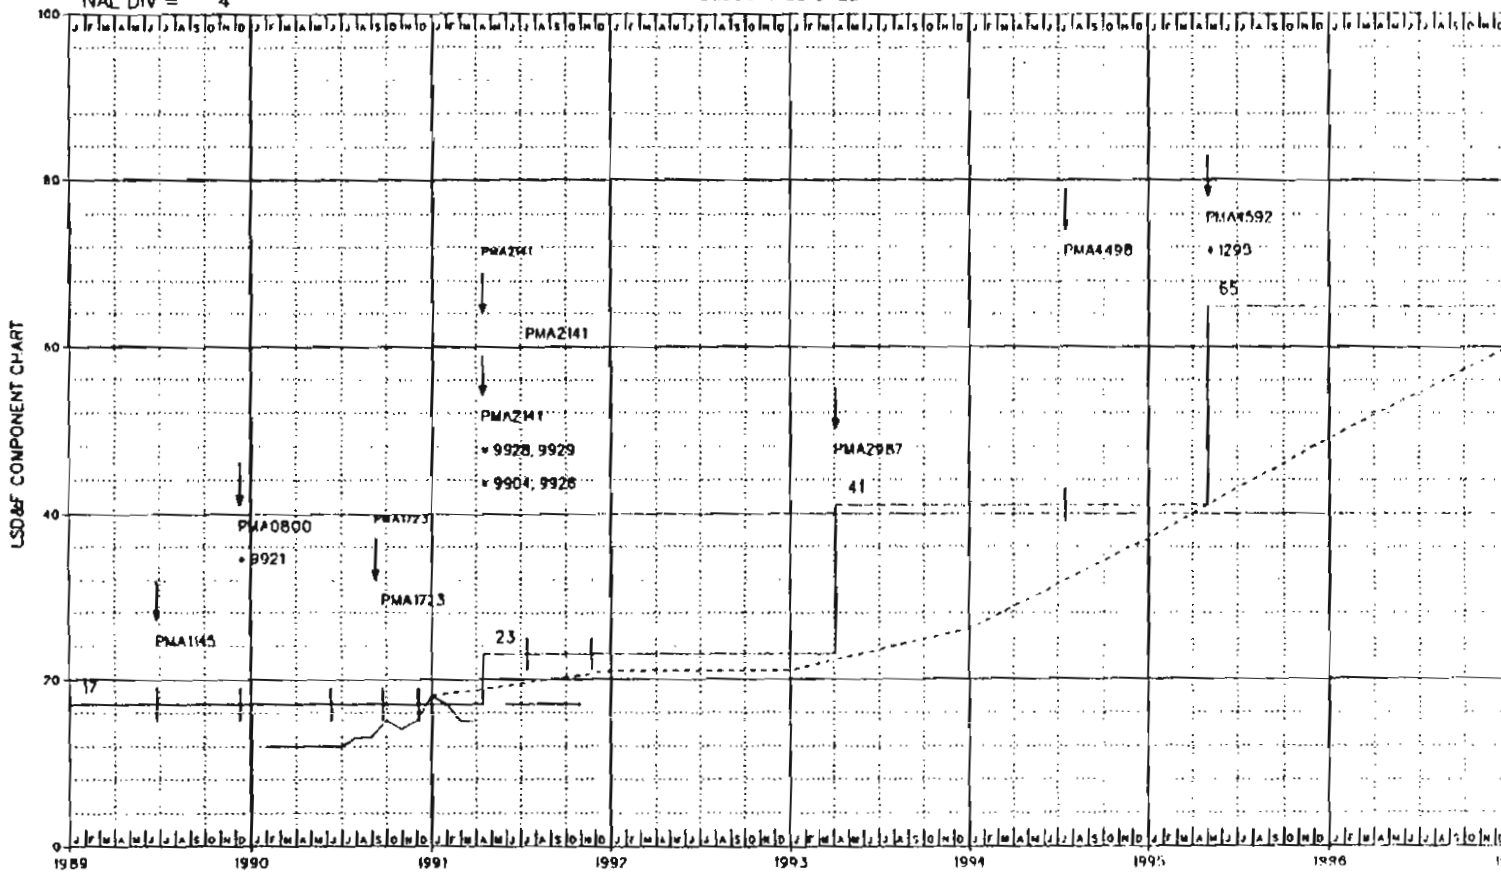 NAL DIV = 4
100
J F M A M J J A S O N D J F M A M J J A S O N D J F M A M J J A S O N D J F M A M J J A S O N D J F M A M J J A S O N D J F M A M J J A S O N D J F M A M J J A S O N D J F M A M J J A S O N D
80
PMA4592
PMA2141
PMA4498
* 1293
65
PMA2141
60
LSD&F COMPONENT CHART
PMA2141
* 9928, 9929
PMA2987
* 9904, 9926
41
40
PMA0800
PMA1723
* 9921
PMA1723
PMA1145
23
20
17
0
J F M A M J J A S O N D J F M A M J J A S O N D J F M A M J J A S O N D J F M A M J J A S O N D J F M A M J J A S O N D J F M A M J J A S O N D J F M A M J J A S O N D J F M A M J J A S O N D
1989 1990 1991 1992 1993 1994 1995 1996